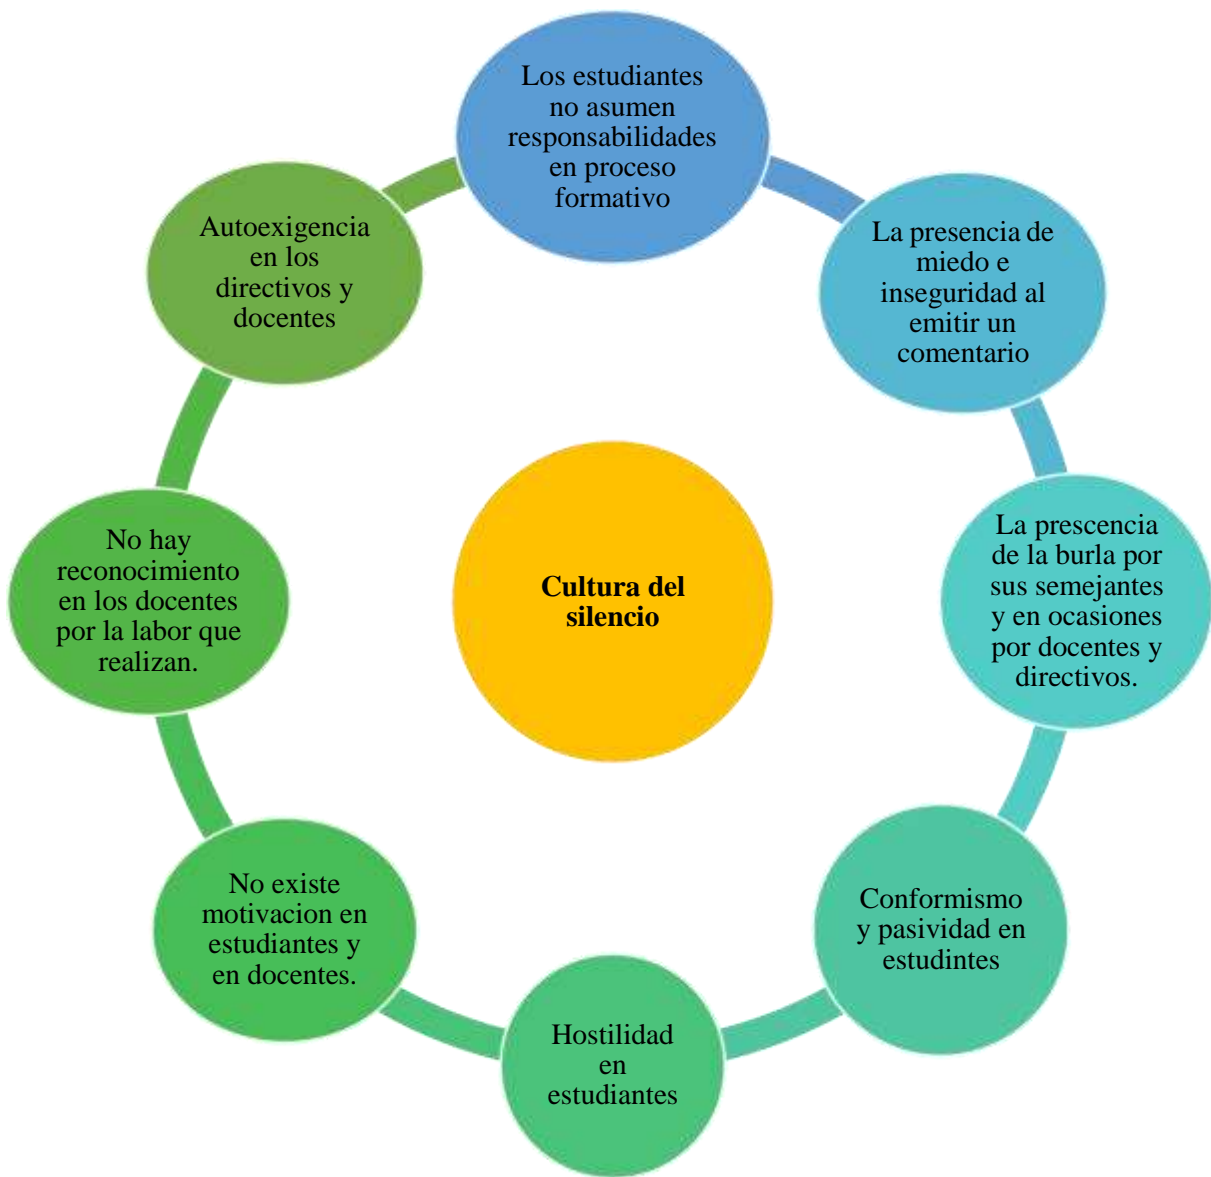 Los estudiantes
no asumen
responsabilidades
en proceso
formativo
La presencia de
miedo e
inseguridad al
emitir un
comentario
La prescencia
de la burla por
sus semejantes
y en ocasiones
por docentes y
directivos.
Conformismo
y pasividad en
estudintes
Hostilidad
en
estudiantes
No existe
motivacion en
estudiantes y
en docentes.
No hay
reconocimiento
en los docentes
por la labor que
realizan.
Autoexigencia
en los
directivos y
docentes
Cultura del
silencio